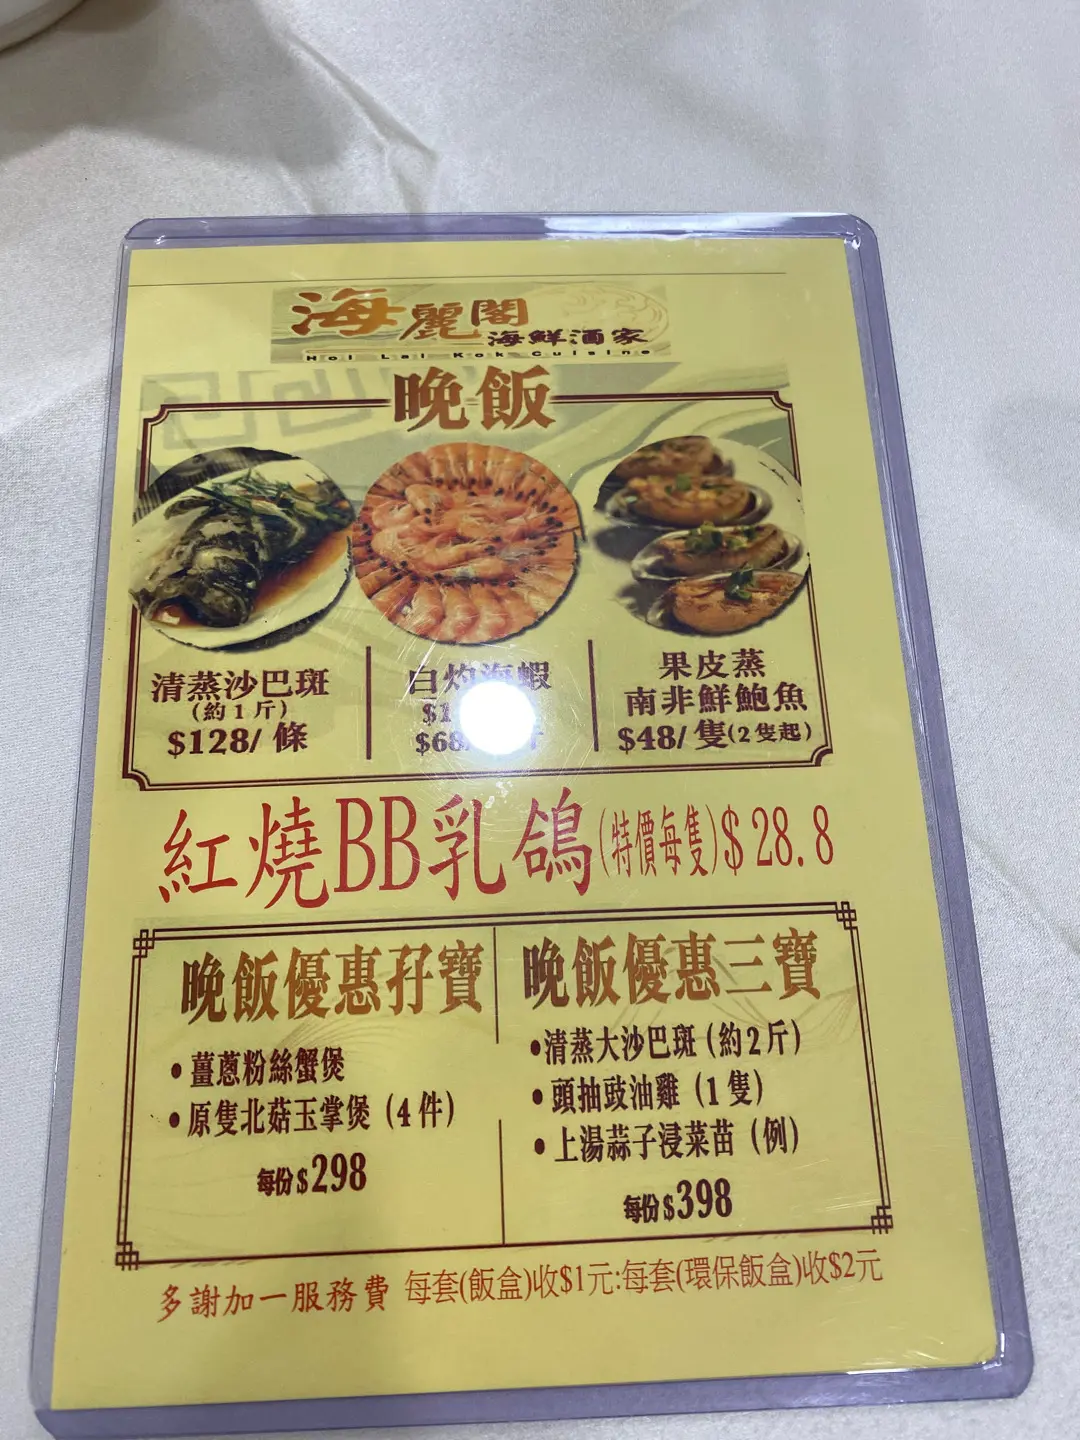 海麗閣
海鮮酒家
Hoi Lai Kok Cuisine
晚飯
清蒸沙巴斑
(約1斤)
$128/條
白灼海蝦
果皮蒸
南非鮮鮑魚
$48/隻(2隻起)
紅燒BB乳鴿(特價每隻)$28.8
晚飯優惠孖寶
•薑蔥粉絲蟹煲
•原隻北菇玉掌煲(4件)
每份$298
晚飯優惠三寶
•清蒸大沙巴斑(約2斤)
•頭抽豉油雞(1隻)
•上湯蒜子浸菜苗(例)
每份$398
多謝加一服務費 每套(飯盒)收$1元:每套(環保飯盒)收$2元